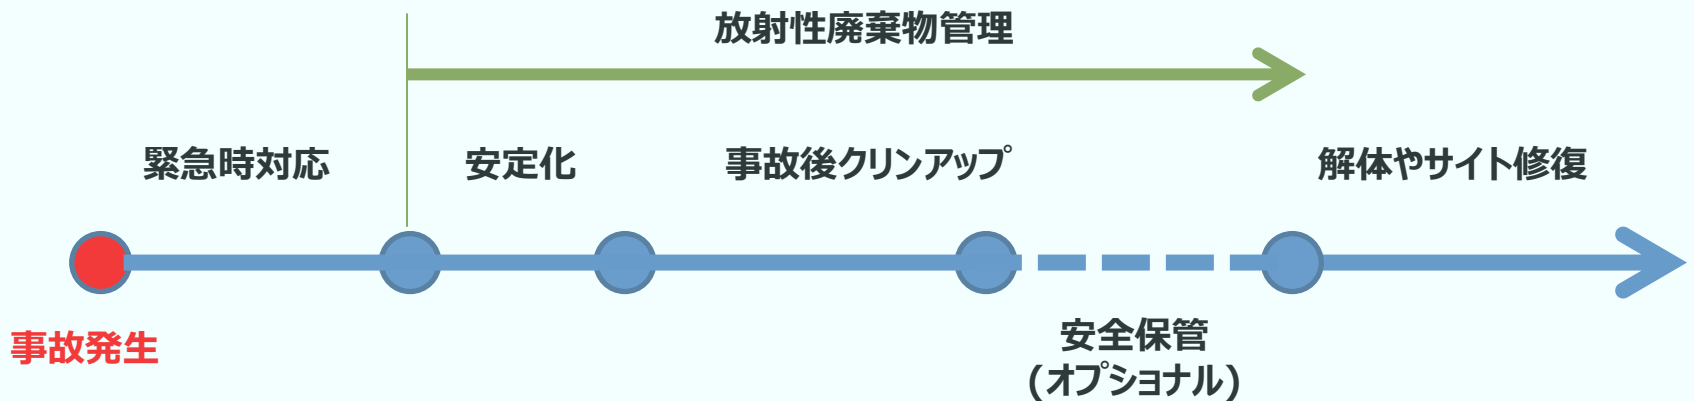 放射性廃棄物管理
緊急時対応
安定化
事故後クリンアップ
解体やサイト修復
事故発生
安全保管
(オプショナル)